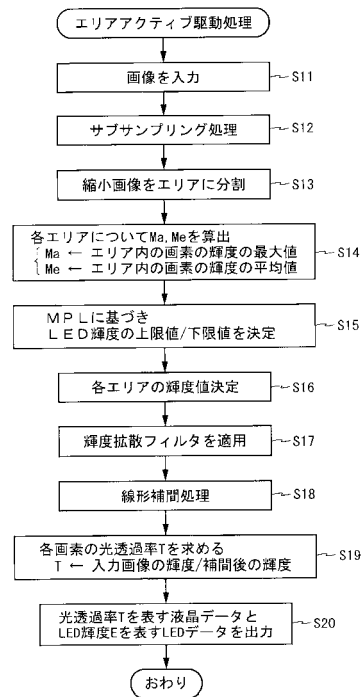 エリアアクティブ駆動処理
画像を入力
S11
サブサンプリング処理
S12
縮小画像をエリアに分割
S13
各エリアについてMa,Meを算出
Ma ← エリア内の画素の輝度の最大値
Me ← エリア内の画素の輝度の平均値
S14
MPLに基づき
LED輝度の上限値/下限値を決定
S15
各エリアの輝度値決定
S16
輝度拡散フィルタを適用
S17
線形補間処理
S18
各画素の光透過率Tを求める
T ← 入力画像の輝度/補間後の輝度
S19
光透過率Tを表す液晶データと
LED輝度Eを表すLEDデータを出力
S20
おわり